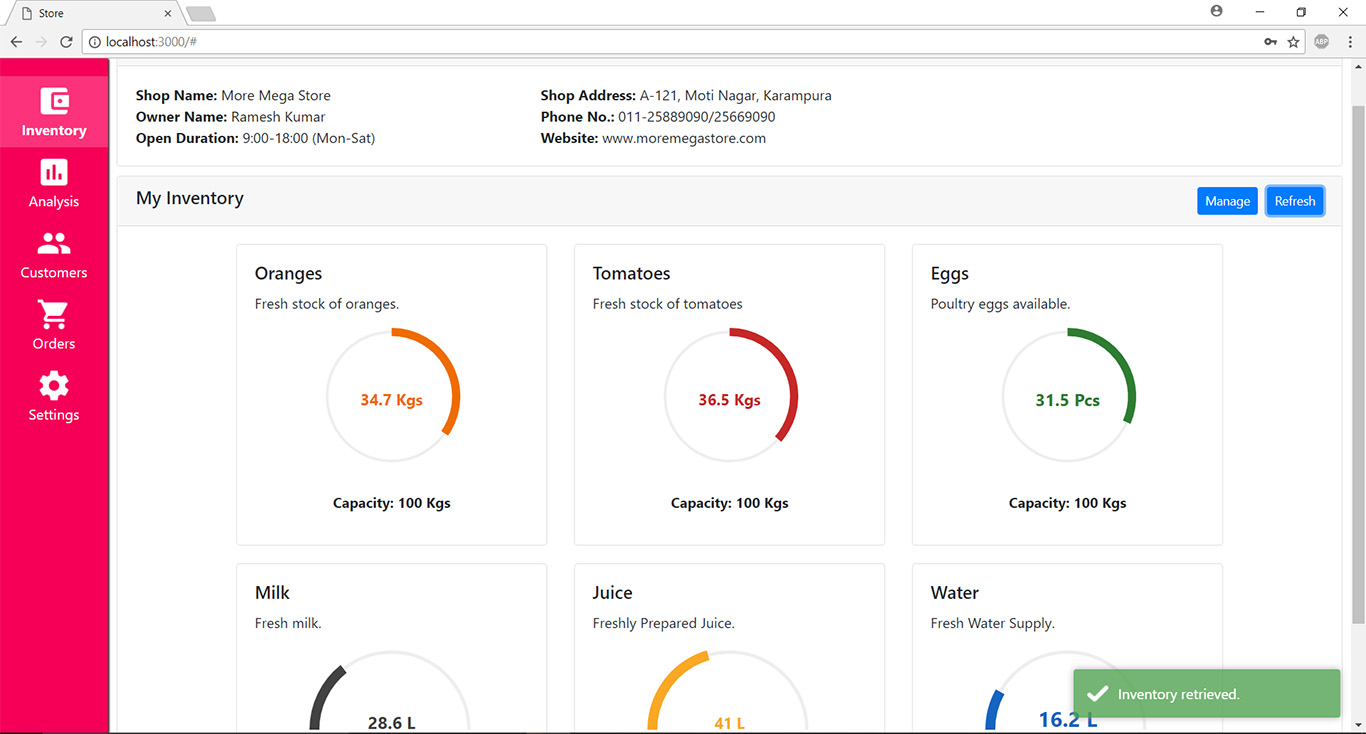 Store
localhost:3000/#
ABP
Inventory
Analysis
Customers
Orders
Settings
Shop Name: More Mega Store
Owner Name: Ramesh Kumar
Open Duration: 9:00-18:00 (Mon-Sat)
Shop Address: A-121, Moti Nagar, Karampura
Phone No.: 011-25889090/25669090
Website: www.moremegastore.com
My Inventory
Manage
Refresh
Oranges
Fresh stock of oranges.
34.7 Kgs
Capacity: 100 Kgs
Tomatoes
Fresh stock of tomatoes
36.5 Kgs
Capacity: 100 Kgs
Eggs
Poultry eggs available.
31.5 Pcs
Capacity: 100 Kgs
Milk
Fresh milk.
28.6 L
Juice
Freshly Prepared Juice.
41 L
Water
Fresh Water Supply.
16.2 L
Inventory retrieved.